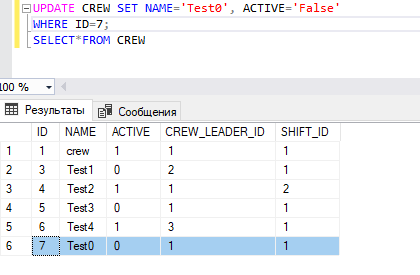 UPDATE CREW SET NAME='Test0', ACTIVE='False'
WHERE ID=7;
SELECT*FROM CREW
100 %
Результаты Сообщения
ID NAME ACTIVE CREW_LEADER_ID SHIFT_ID
1 1 crew 1 1 1
2 3 Test1 0 2 1
3 4 Test2 1 1 2
4 5 Test3 0 1 1
5 6 Test4 1 3 1
6 7 Test0 0 1 1